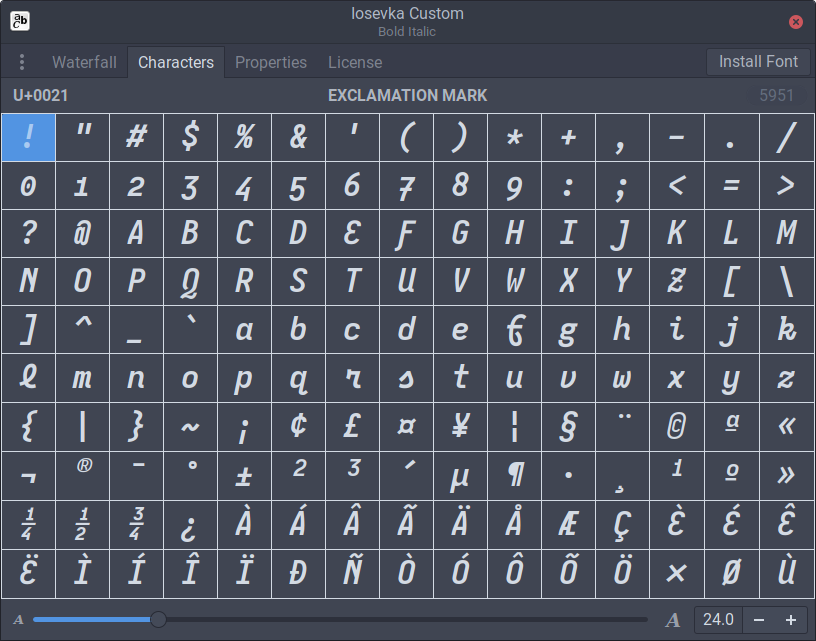 Iosevka Custom
Bold Italic
Waterfall Characters Properties License Install Font
U+0021 EXCLAMATION MARK 5951
! " # $ % & ' ( ) * + , - . /
0 1 2 3 4 5 6 7 8 9 : ; < = >
? @ A B C D E F G H I J K L M
N O P Q R S T U V W X Y Z [ \
] ^ _ ` a b c d e f g h i j k
l m n o p q r s t u v w x y z
{ | } ~ ¡ ¢ £ ¤ ¥ ¦ § ¨ © ª «
¬ ® ¯ ° ± ² ³ ´ µ ¶ · ¸ ¹ º »
¼ ½ ¾ ¿ À Á Â Ã Ä Å Æ Ç È É Ê
Ë Ì Í Î Ï Ð Ñ Ò Ó Ô Õ Ö × Ø Ù
A A 24.0 − +